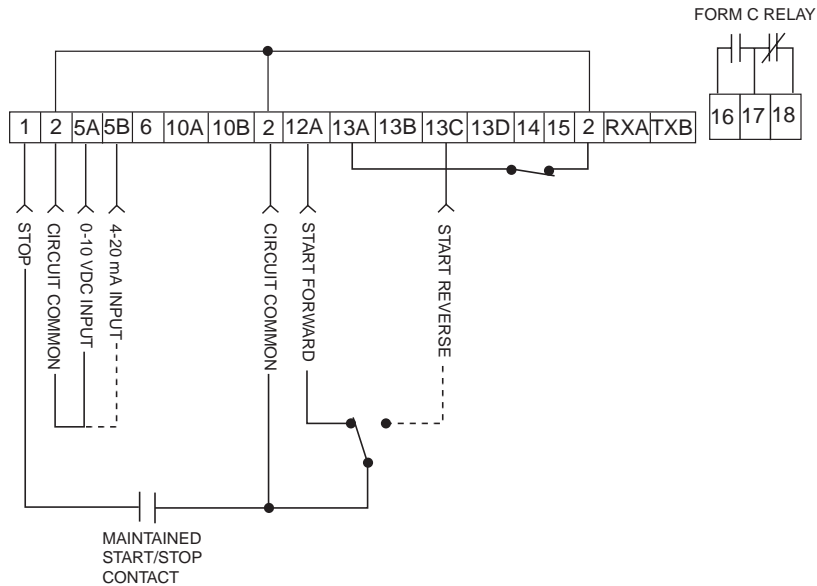 FORM C RELAY
1 2 5A 5B 6 10A 10B 2 12A 13A 13B 13C 13D 14 15 2 RXA TXB
16 17 18
STOP
CIRCUIT COMMON
0-10 VDC INPUT
4-20 mA INPUT
CIRCUIT COMMON
START FORWARD
START REVERSE
MAINTAINED
START/STOP
CONTACT